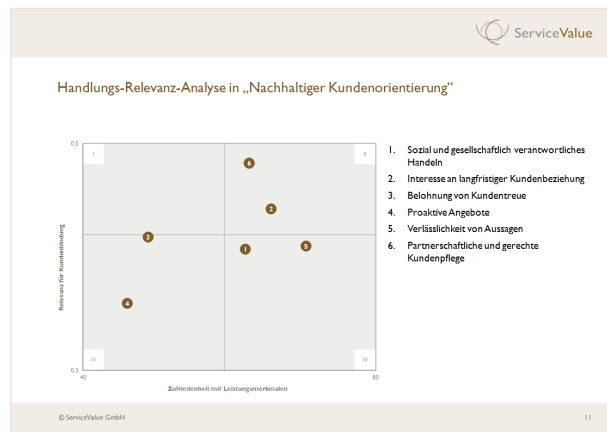 ServiceValue
Handlungs-Relevanz-Analyse in „Nachhaltiger Kundenorientierung“
0,5
I
II
6
2
3
1
5
4
III
IV
0,3
40
80
Relevanz für Kundenbindung
Zufriedenheit mit Leistungsmerkmalen
1. Sozial und gesellschaftlich verantwortliches
Handeln
2. Interesse an langfristiger Kundenbeziehung
3. Belohnung von Kundentreue
4. Proaktive Angebote
5. Verlässlichkeit von Aussagen
6. Partnerschaftliche und gerechte
Kundenpflege
© ServiceValue GmbH
11